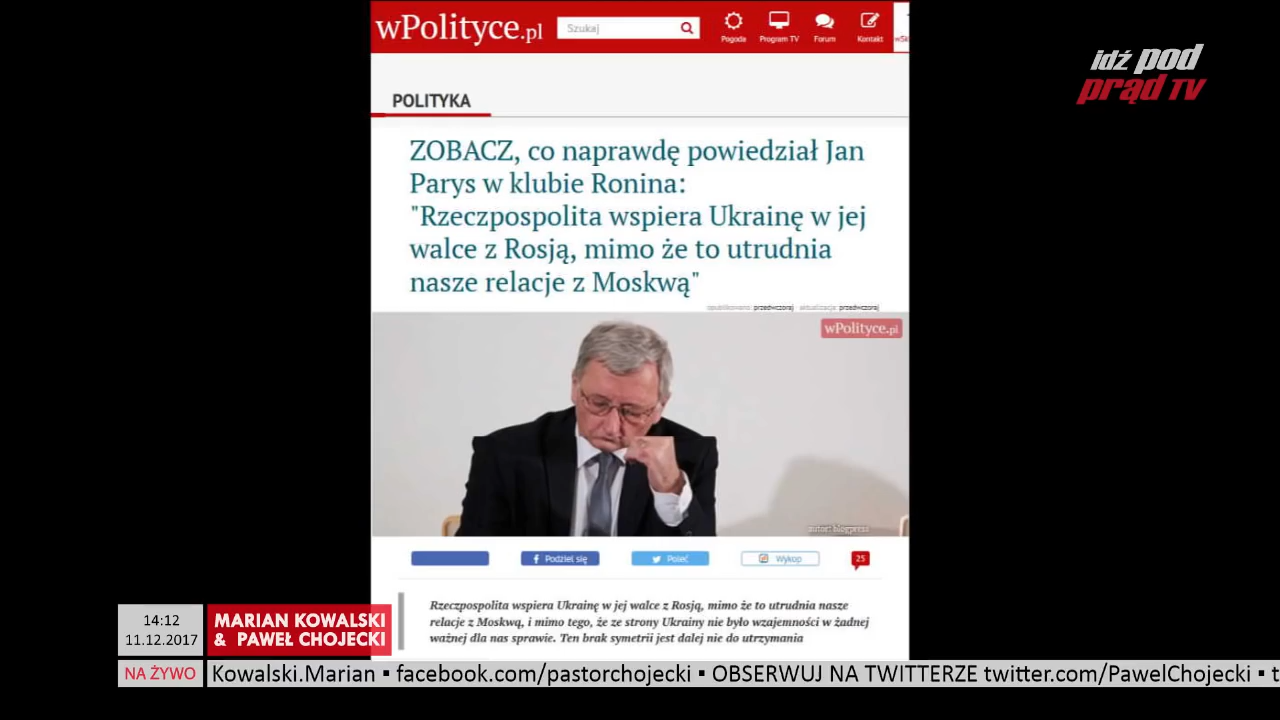 wPolityce.pl
Szukaj
Pogoda Program TV Forum Kontakt
idź pod
prąd TV
POLITYKA
ZOBACZ, co naprawdę powiedział Jan
Parys w klubie Ronina:
"Rzeczpospolita wspiera Ukrainę w jej
walce z Rosją, mimo że to utrudnia
nasze relacje z Moskwą"
opublikowano: przedwczoraj aktualizacja: przedwczoraj
wPolityce.pl
Podziel się Poleć Wykop 25
Rzeczpospolita wspiera Ukrainę w jej walce z Rosją, mimo że to utrudnia nasze
relacje z Moskwą, i mimo tego, że ze strony Ukrainy nie było wzajemności w żadnej
ważnej dla nas sprawie. Ten brak symetrii jest dalej nie do utrzymania
14:12
11.12.2017
MARIAN KOWALSKI
& PAWEŁ CHOJECKI
NA ŻYWO
Kowalski.Marian ▪ facebook.com/pastorchojecki ▪ OBSERWUJ NA TWITTERZE twitter.com/PawelChojecki ▪ t